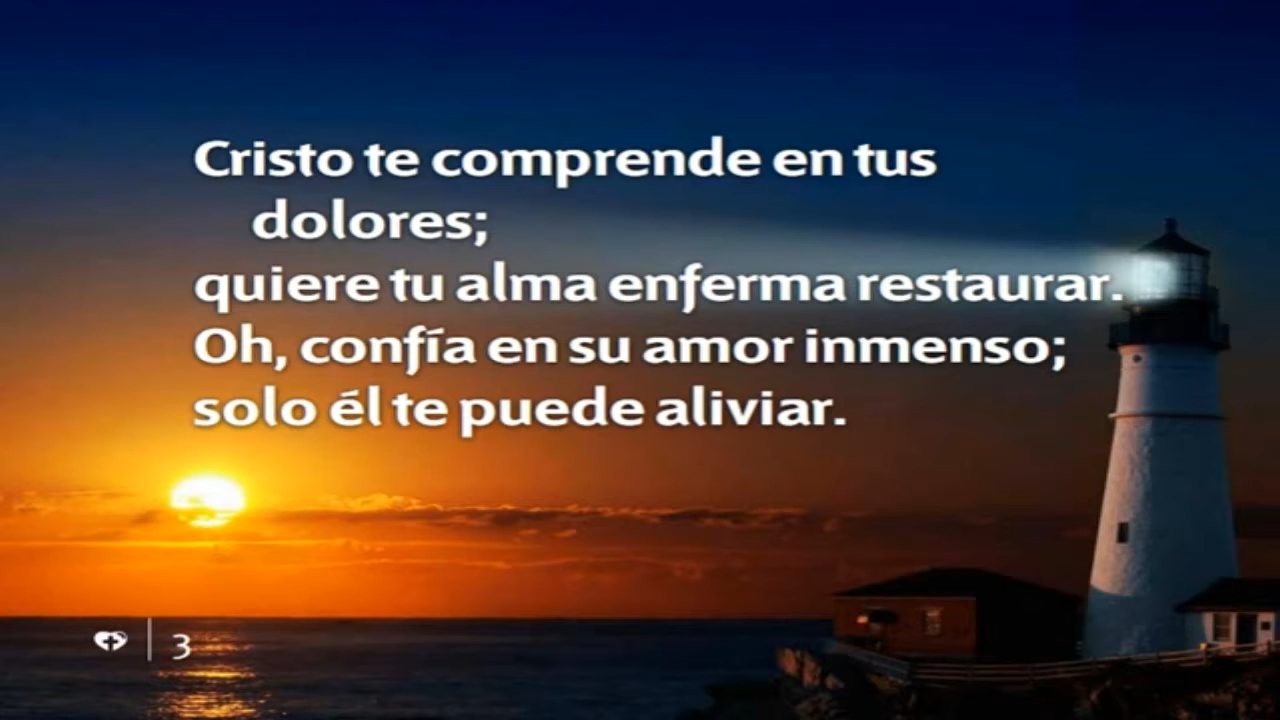 Cristo te comprende en tus
dolores;
quiere tu alma enferma restaurar.
Oh, confía en su amor inmenso;
solo él te puede aliviar.
3